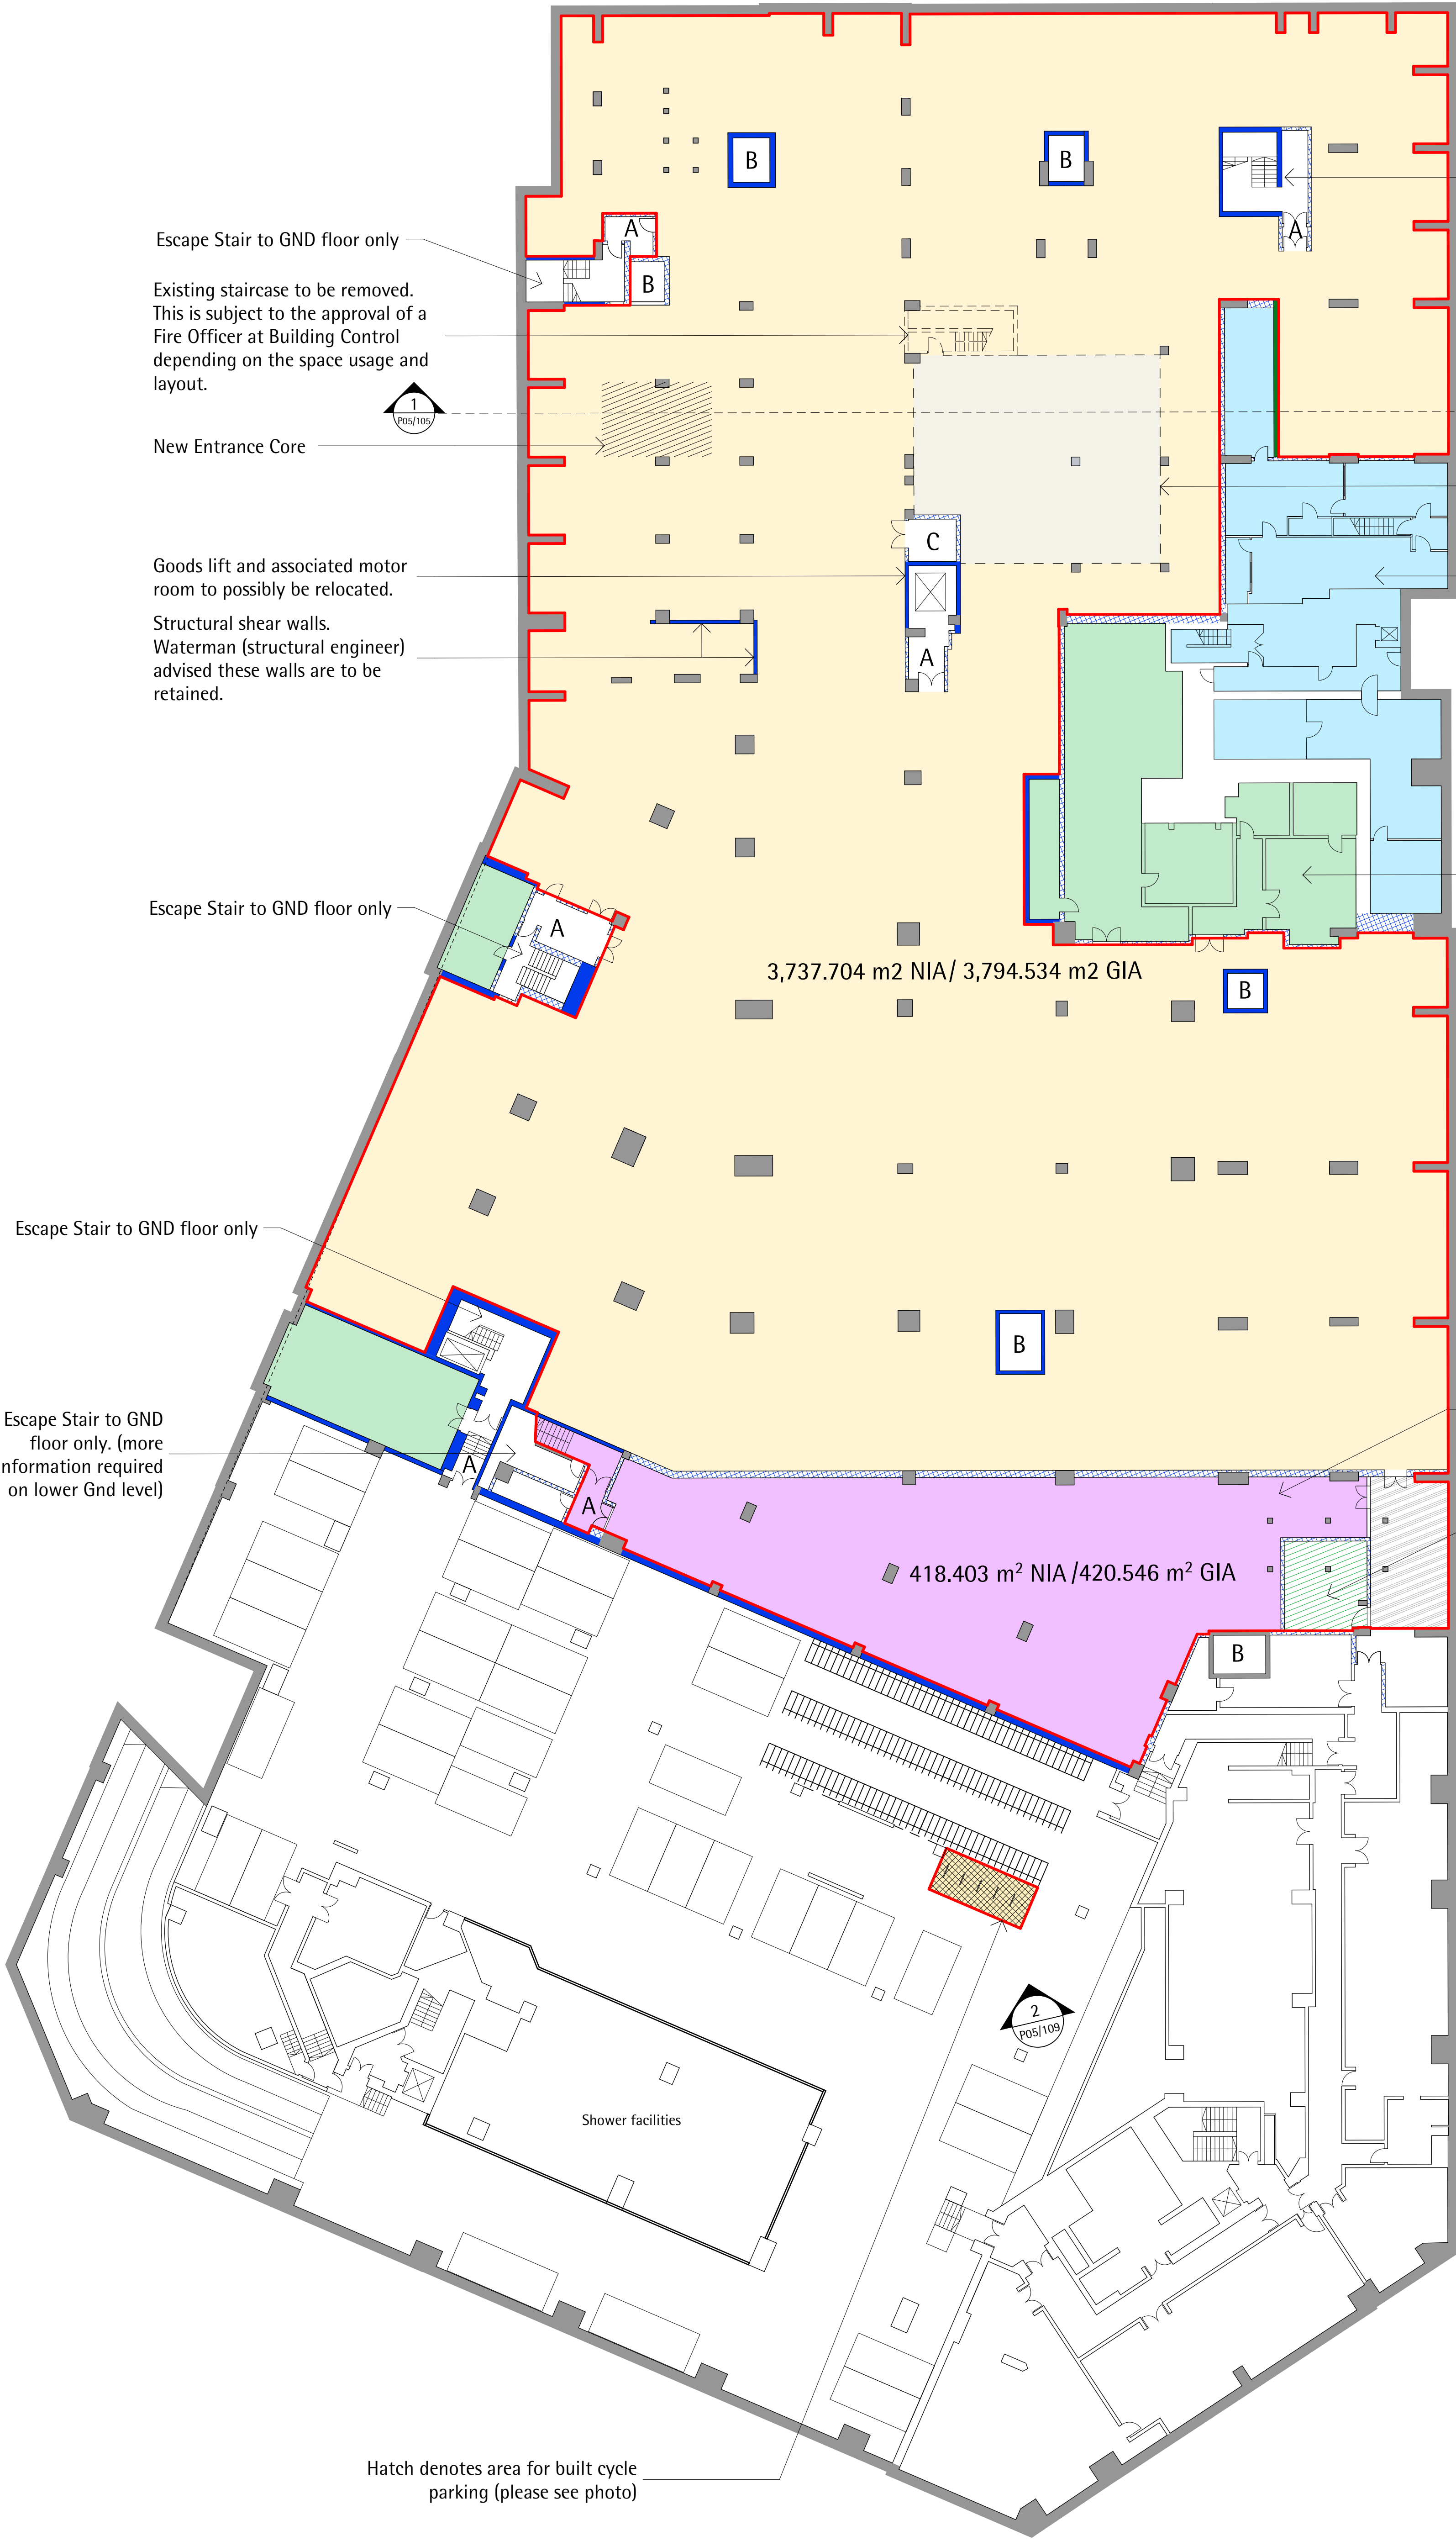 B
B
A
A
B
Escape Stair to GND floor only
Existing staircase to be removed.
This is subject to the approval of a
Fire Officer at Building Control
depending on the space usage and
layout.
1
P05/105
New Entrance Core
C
Goods lift and associated motor
room to possibly be relocated.
Structural shear walls.
Waterman (structural engineer)
advised these walls are to be
retained.
A
Escape Stair to GND floor only
A
3,737.704 m2 NIA/ 3,794.534 m2 GIA
B
Escape Stair to GND floor only
B
Escape Stair to GND
floor only. (more
nformation required
on lower Gnd level)
A
A
418.403 m² NIA /420.546 m² GIA
B
2
P05/109
Shower facilities
Hatch denotes area for built cycle
parking (please see photo)